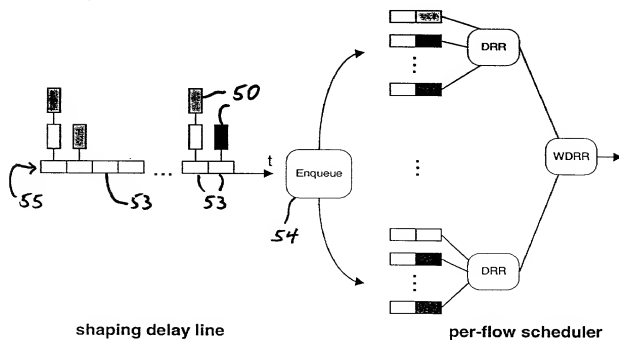 50
DRR
t
Enqueue
WDRR
55
53
53
54
DRR
...
...
shaping delay line
per-flow scheduler